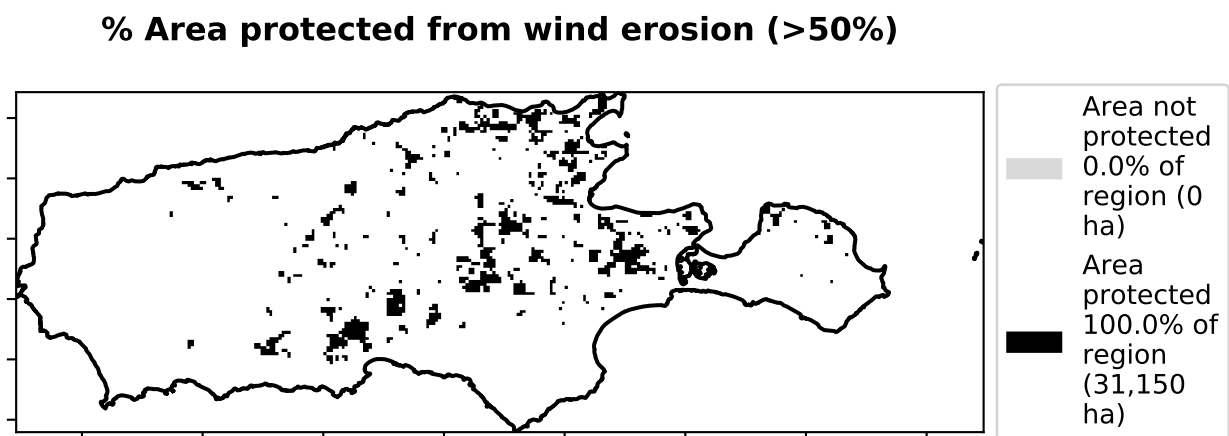 % Area protected from wind erosion (>50%)
Area not
protected
0.0% of
region (0
ha)
Area
protected
100.0% of
region
(31,150
ha)